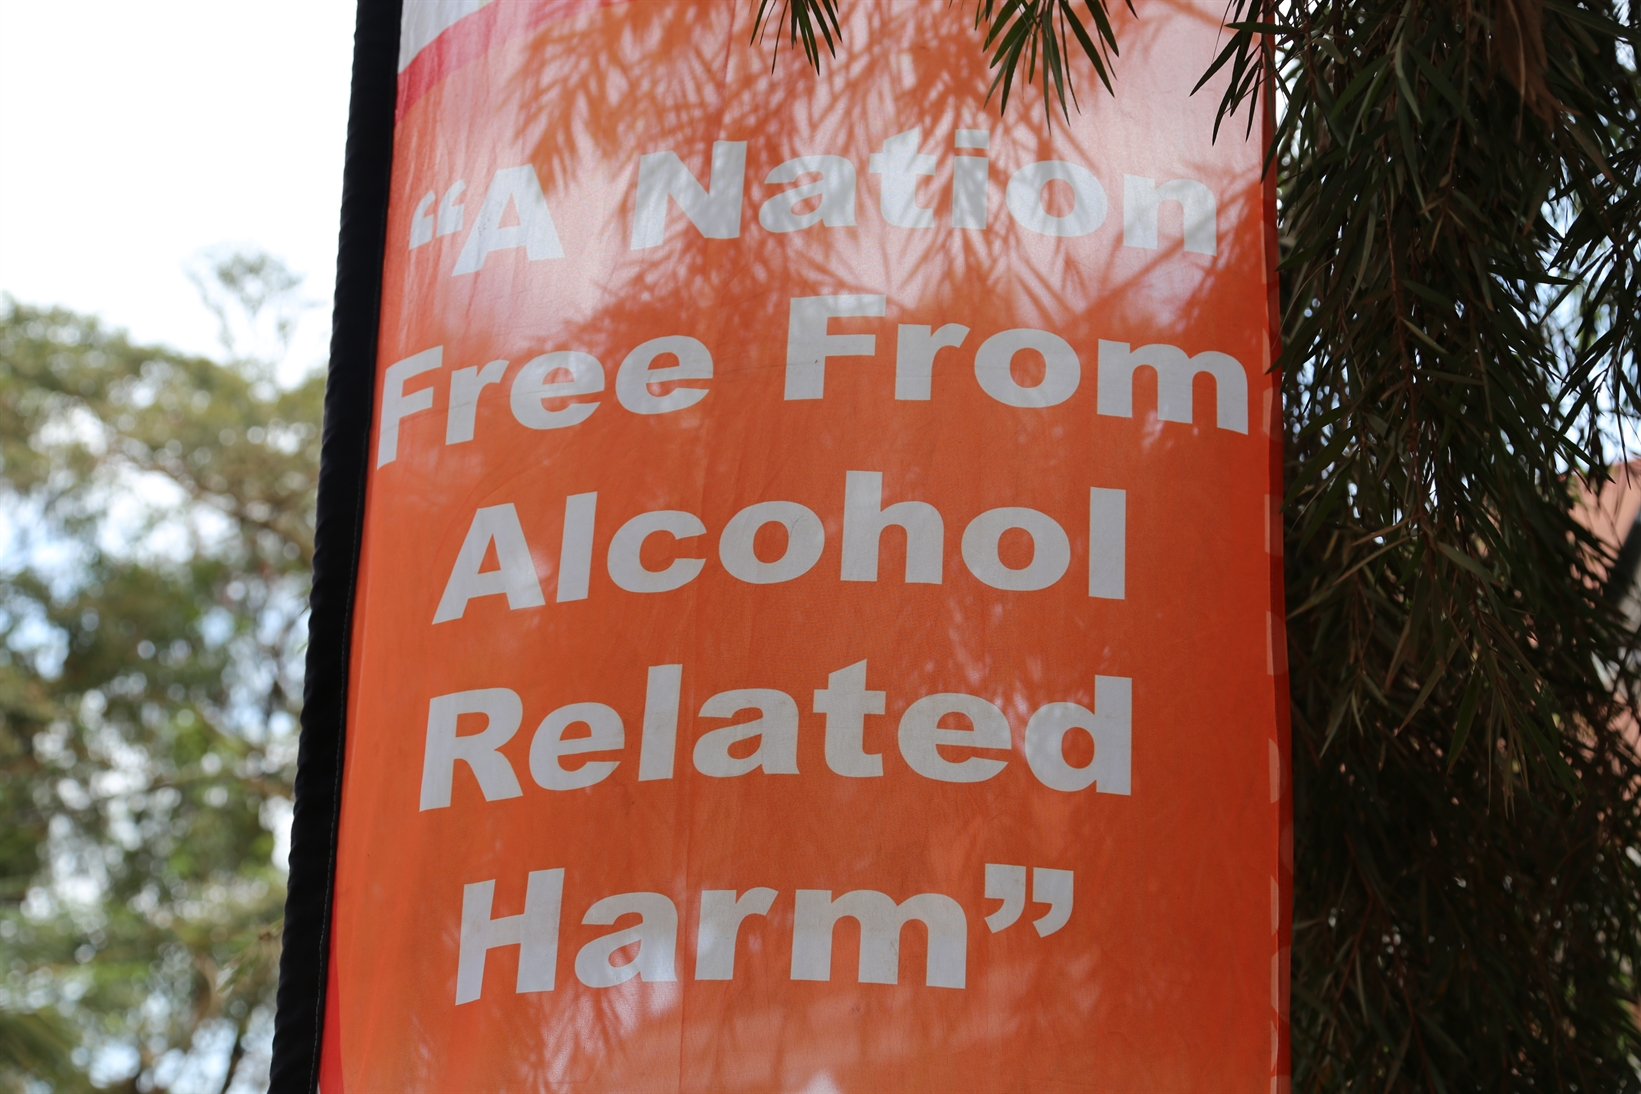 “A Nation
Free From
Alcohol
Related
Harm”